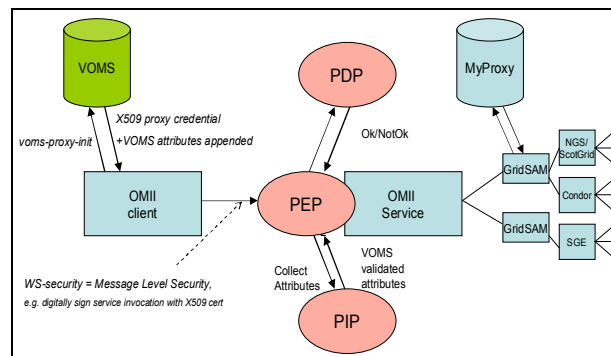 VOMS
voms-proxy-init
X509 proxy credential
+VOMS attributes appended
OMII
client
WS-security = Message Level Security,
e.g. digitally sign service invocation with X509 cert
PDP
Ok/NotOk
PEP
OMII
Service
Collect
Attributes
VOMS
validated
attributes
PIP
MyProxy
GridSAM
GridSAM
NGS/
ScotGrid
Condor
SGE